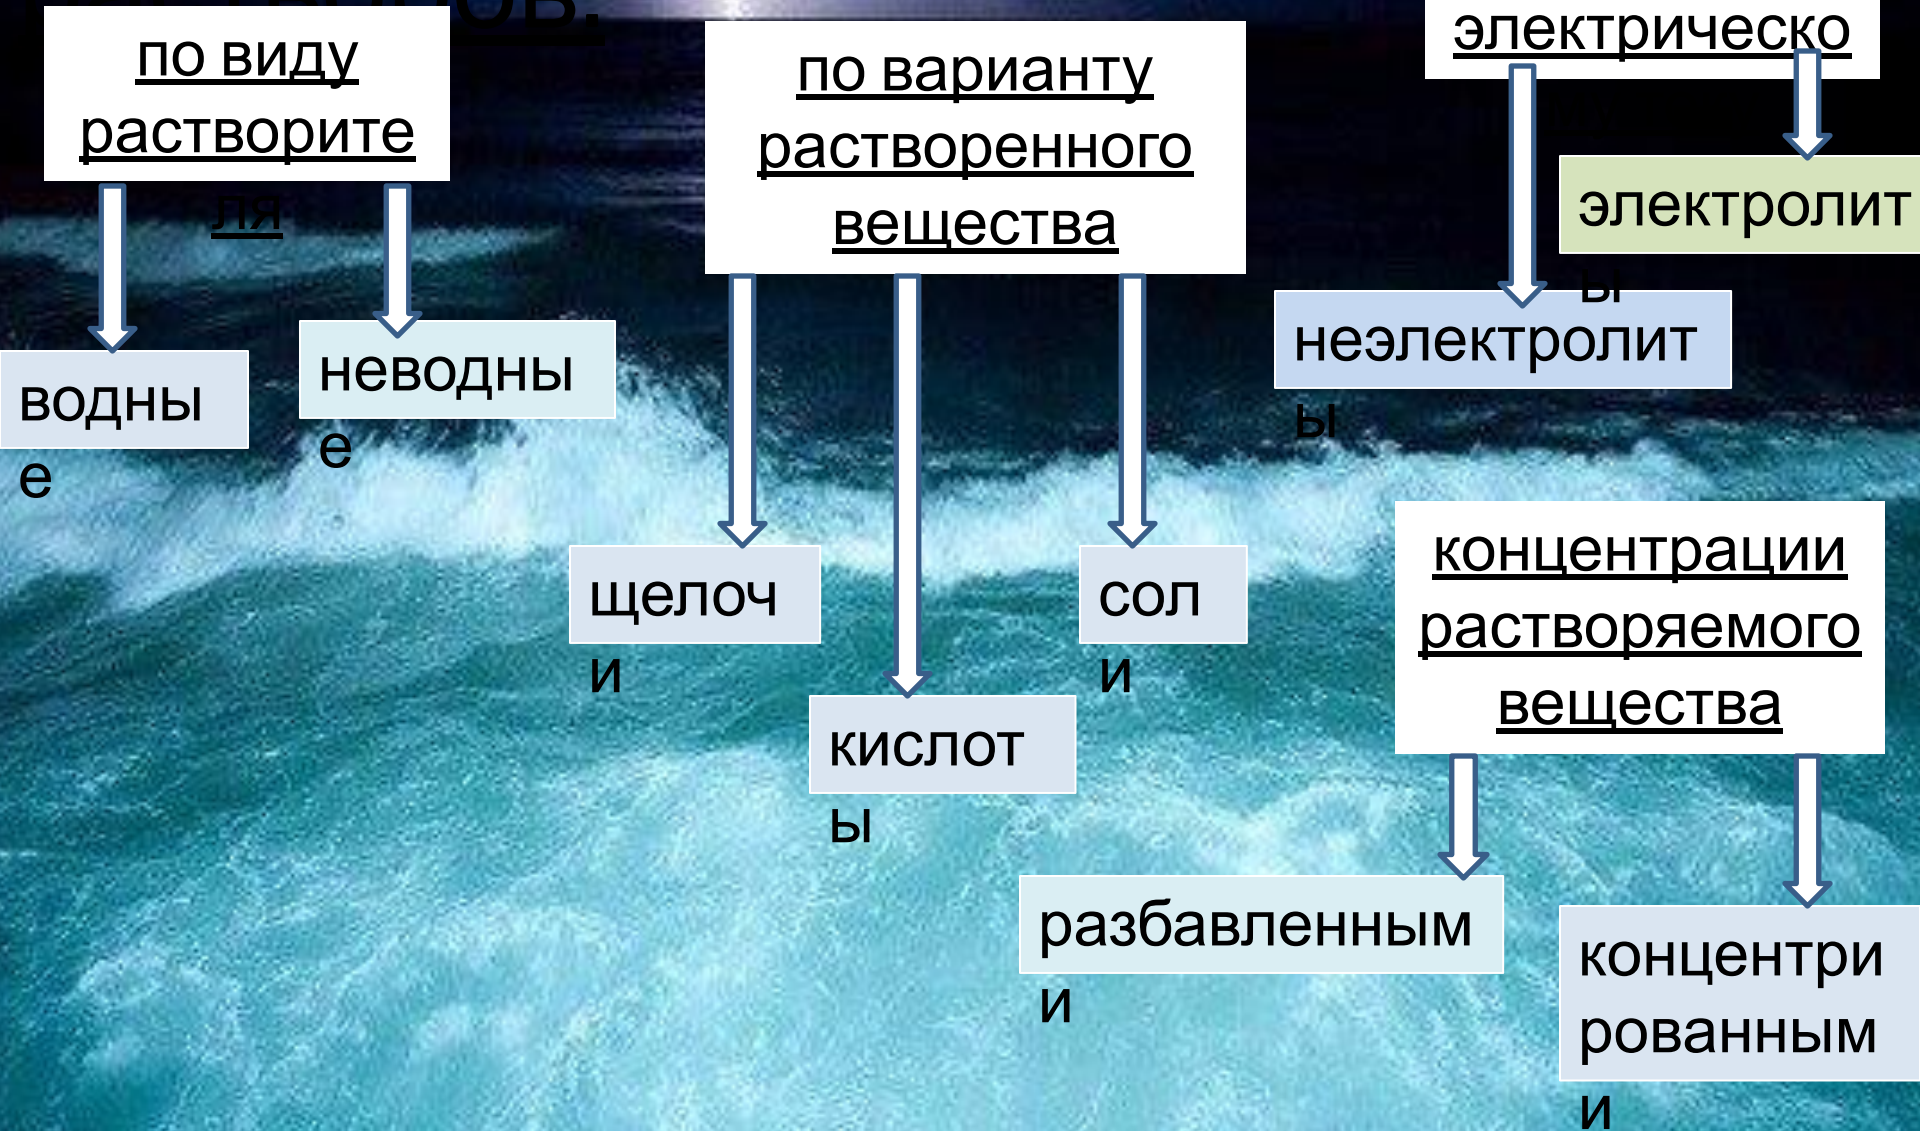 по виду
растворите
ля
водны
е
неводны
е
по варианту
растворенного
вещества
щелоч
и
кислот
ы
сол
и
электрическо
электролит
ы
неэлектролит
ы
концентрации
растворяемого
вещества
разбавленным
и
концентри
рованным
и